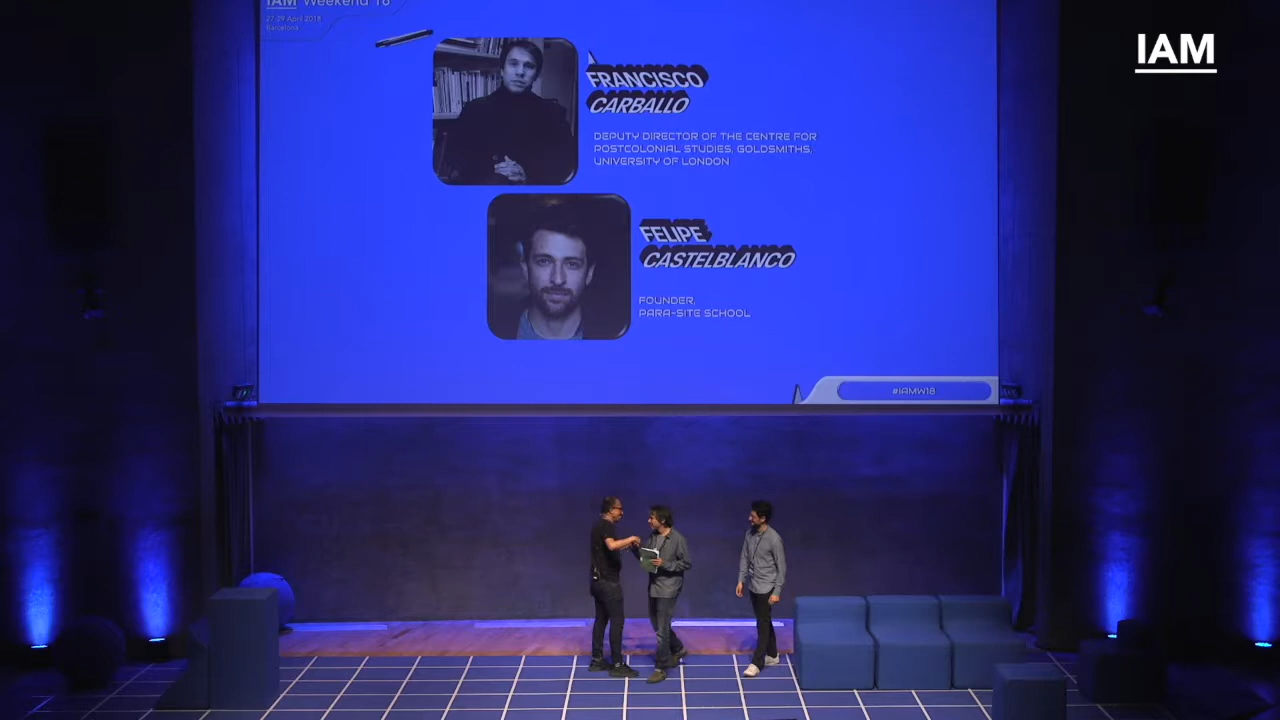 IAM Weekend 18
27-29 April 2018
Barcelona
IAM
FRANCISCO
CARBALLO
DEPUTY DIRECTOR OF THE CENTRE FOR
POSTCOLONIAL STUDIES, GOLDSMITHS,
UNIVERSITY OF LONDON
FELIPE
CASTELBLANCO
FOUNDER,
PARA-SITE SCHOOL
#IAMW18